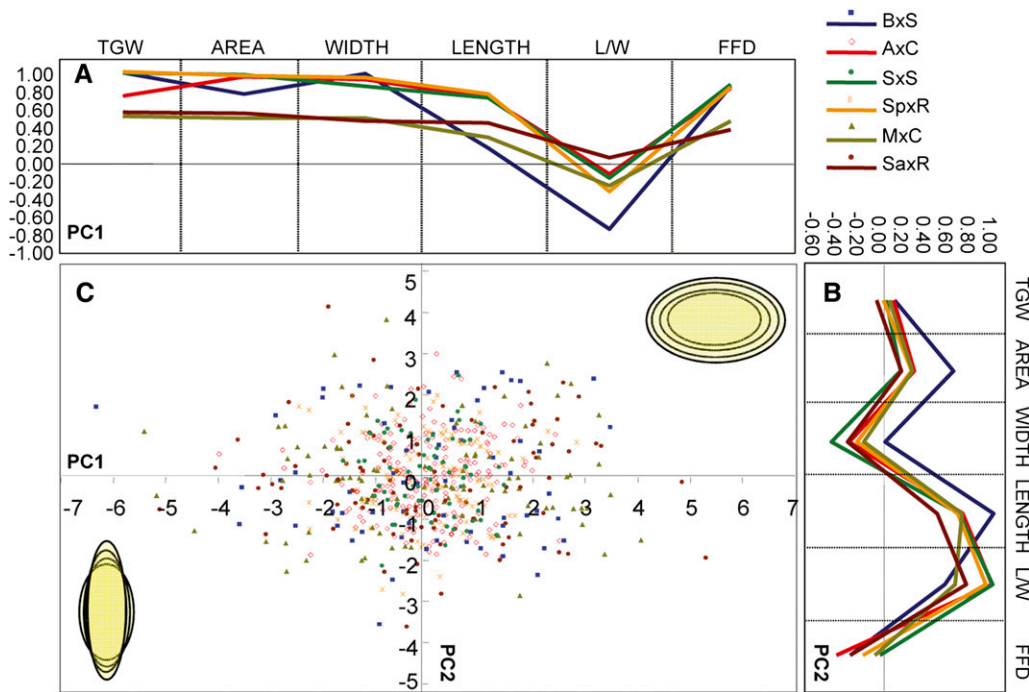 TGW AREA WIDTH LENGTH L/W FFD
A
1.00
0.80
0.60
0.40
0.20
0.00
-0.20
-0.40
-0.60
-0.80
-1.00
PC1
BxS
AxC
SxS
SpxR
MxC
SaxR
C
5
4
3
2
1
PC1
-7 -6 -5 -4 -3 -2 -1 0 1 2 3 4 5 6 7
0
-1
-2
-3
-4
-5
PC2
-0.60 -0.40 -0.20 0.00 0.20 0.40 0.60 0.80 1.00
B
TGW
AREA
WIDTH
LENGTH
L/W
FFD
PC2